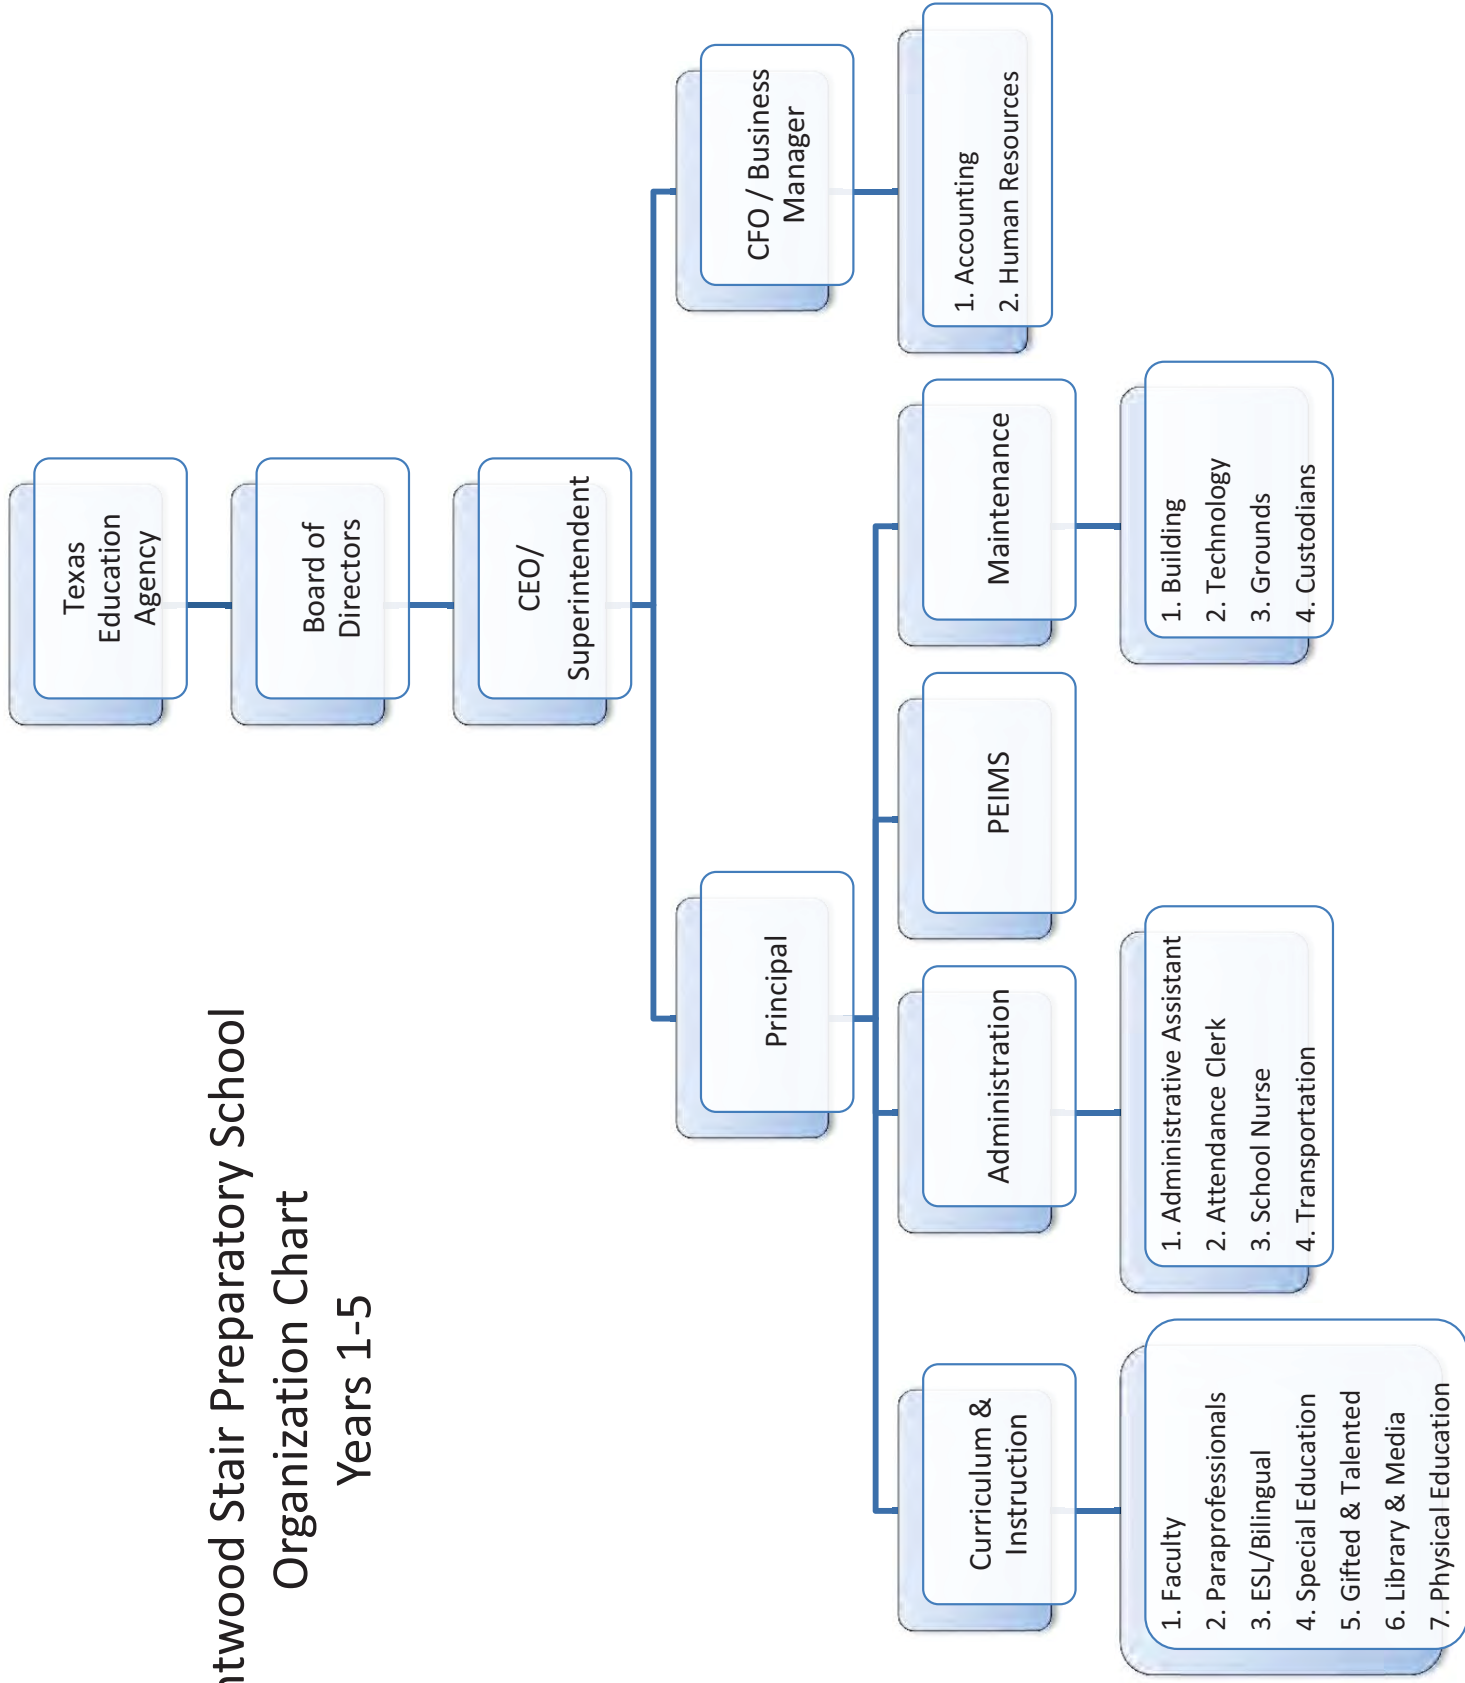 Stair Preparatory School
Organization Chart
Years 1-5
Texas
Education
Agency
Board of
Directors
CEO/
Superintendent
Principal
CFO / Business
Manager
Curriculum &
Instruction
Administration
PEIMS
Maintenance
1. Accounting
2. Human Resources
1. Faculty
2. Paraprofessionals
3. ESL/Bilingual
4. Special Education
5. Gifted & Talented
6. Library & Media
7. Physical Education
1. Administrative Assistant
2. Attendance Clerk
3. School Nurse
4. Transportation
1. Building
2. Technology
3. Grounds
4. Custodians